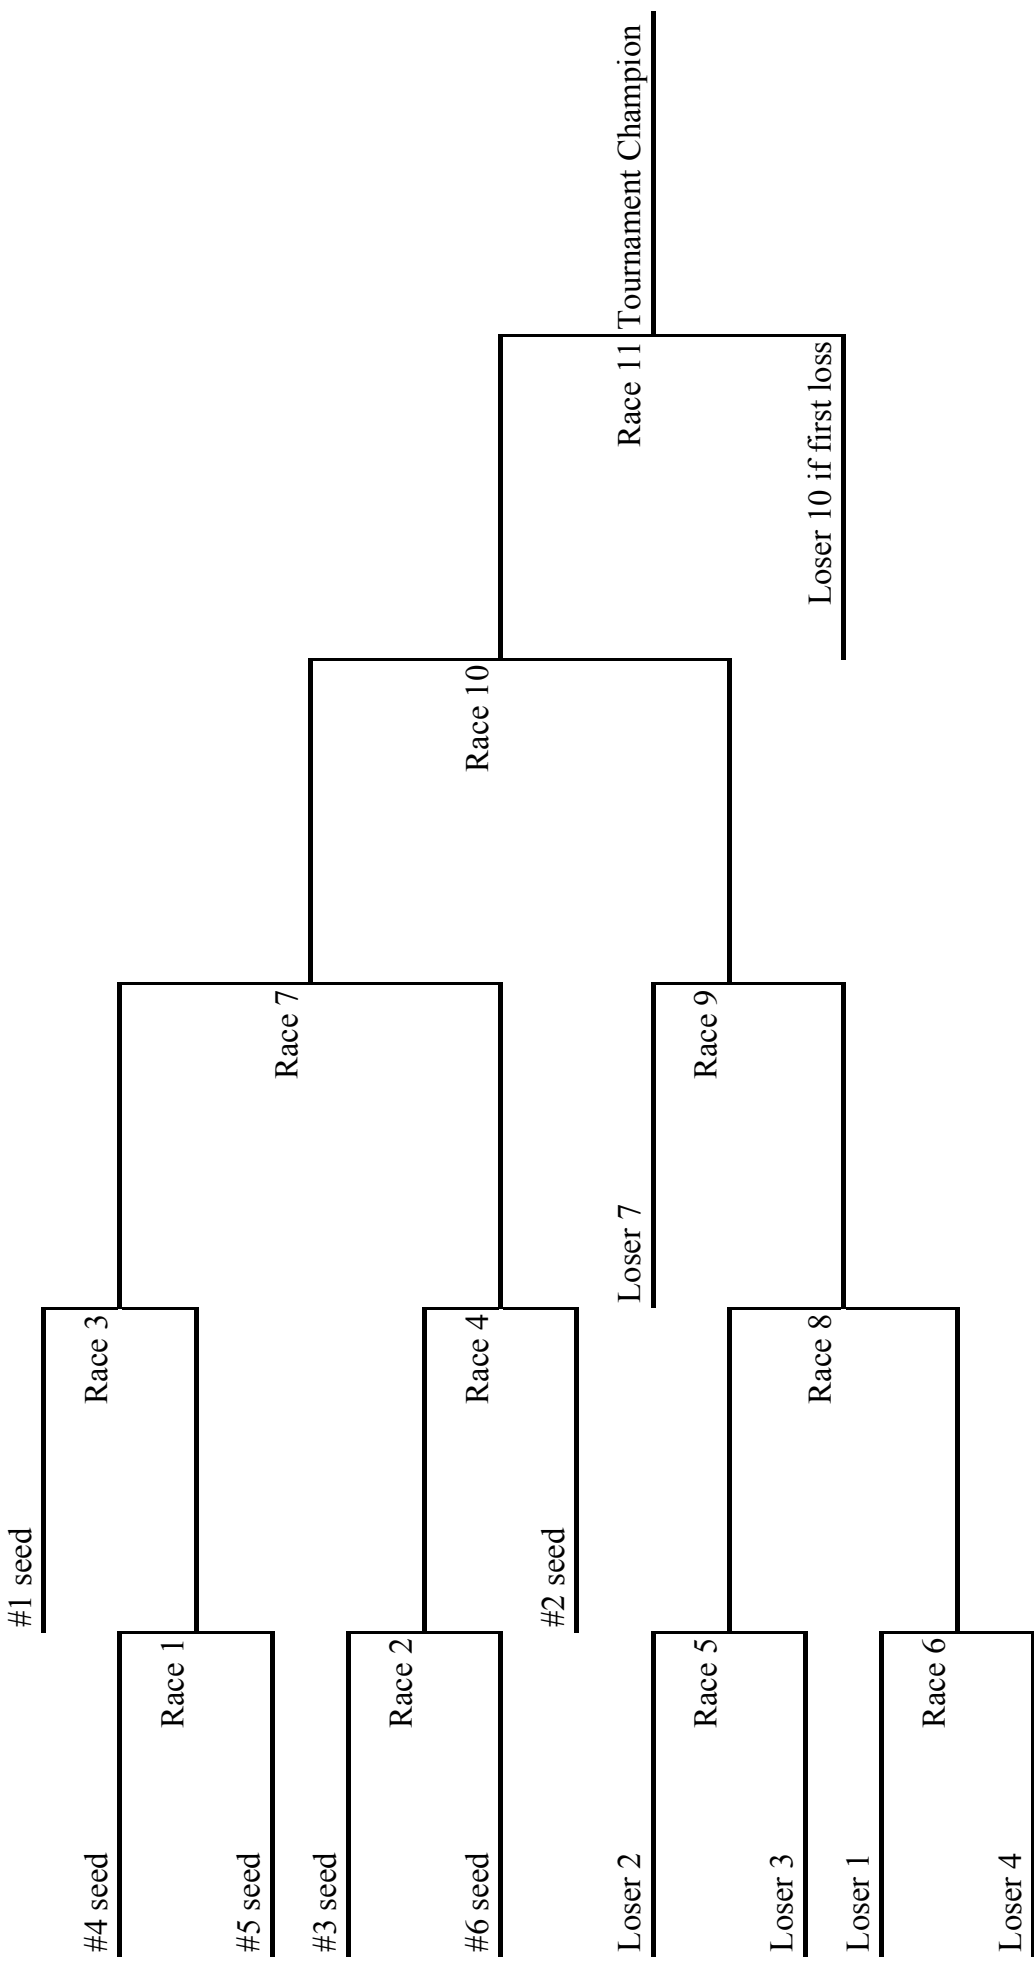 #1 seed
#4 seed
Race 3
Race 1
#5 seed
Race 7
#3 seed
Race 2
Race 4
#6 seed
#2 seed
Race 10
Race 11
Tournament Champion
Loser 7
Loser 2
Race 5
Race 9
Loser 3
Race 8
Loser 10 if first loss
Loser 1
Race 6
Loser 4